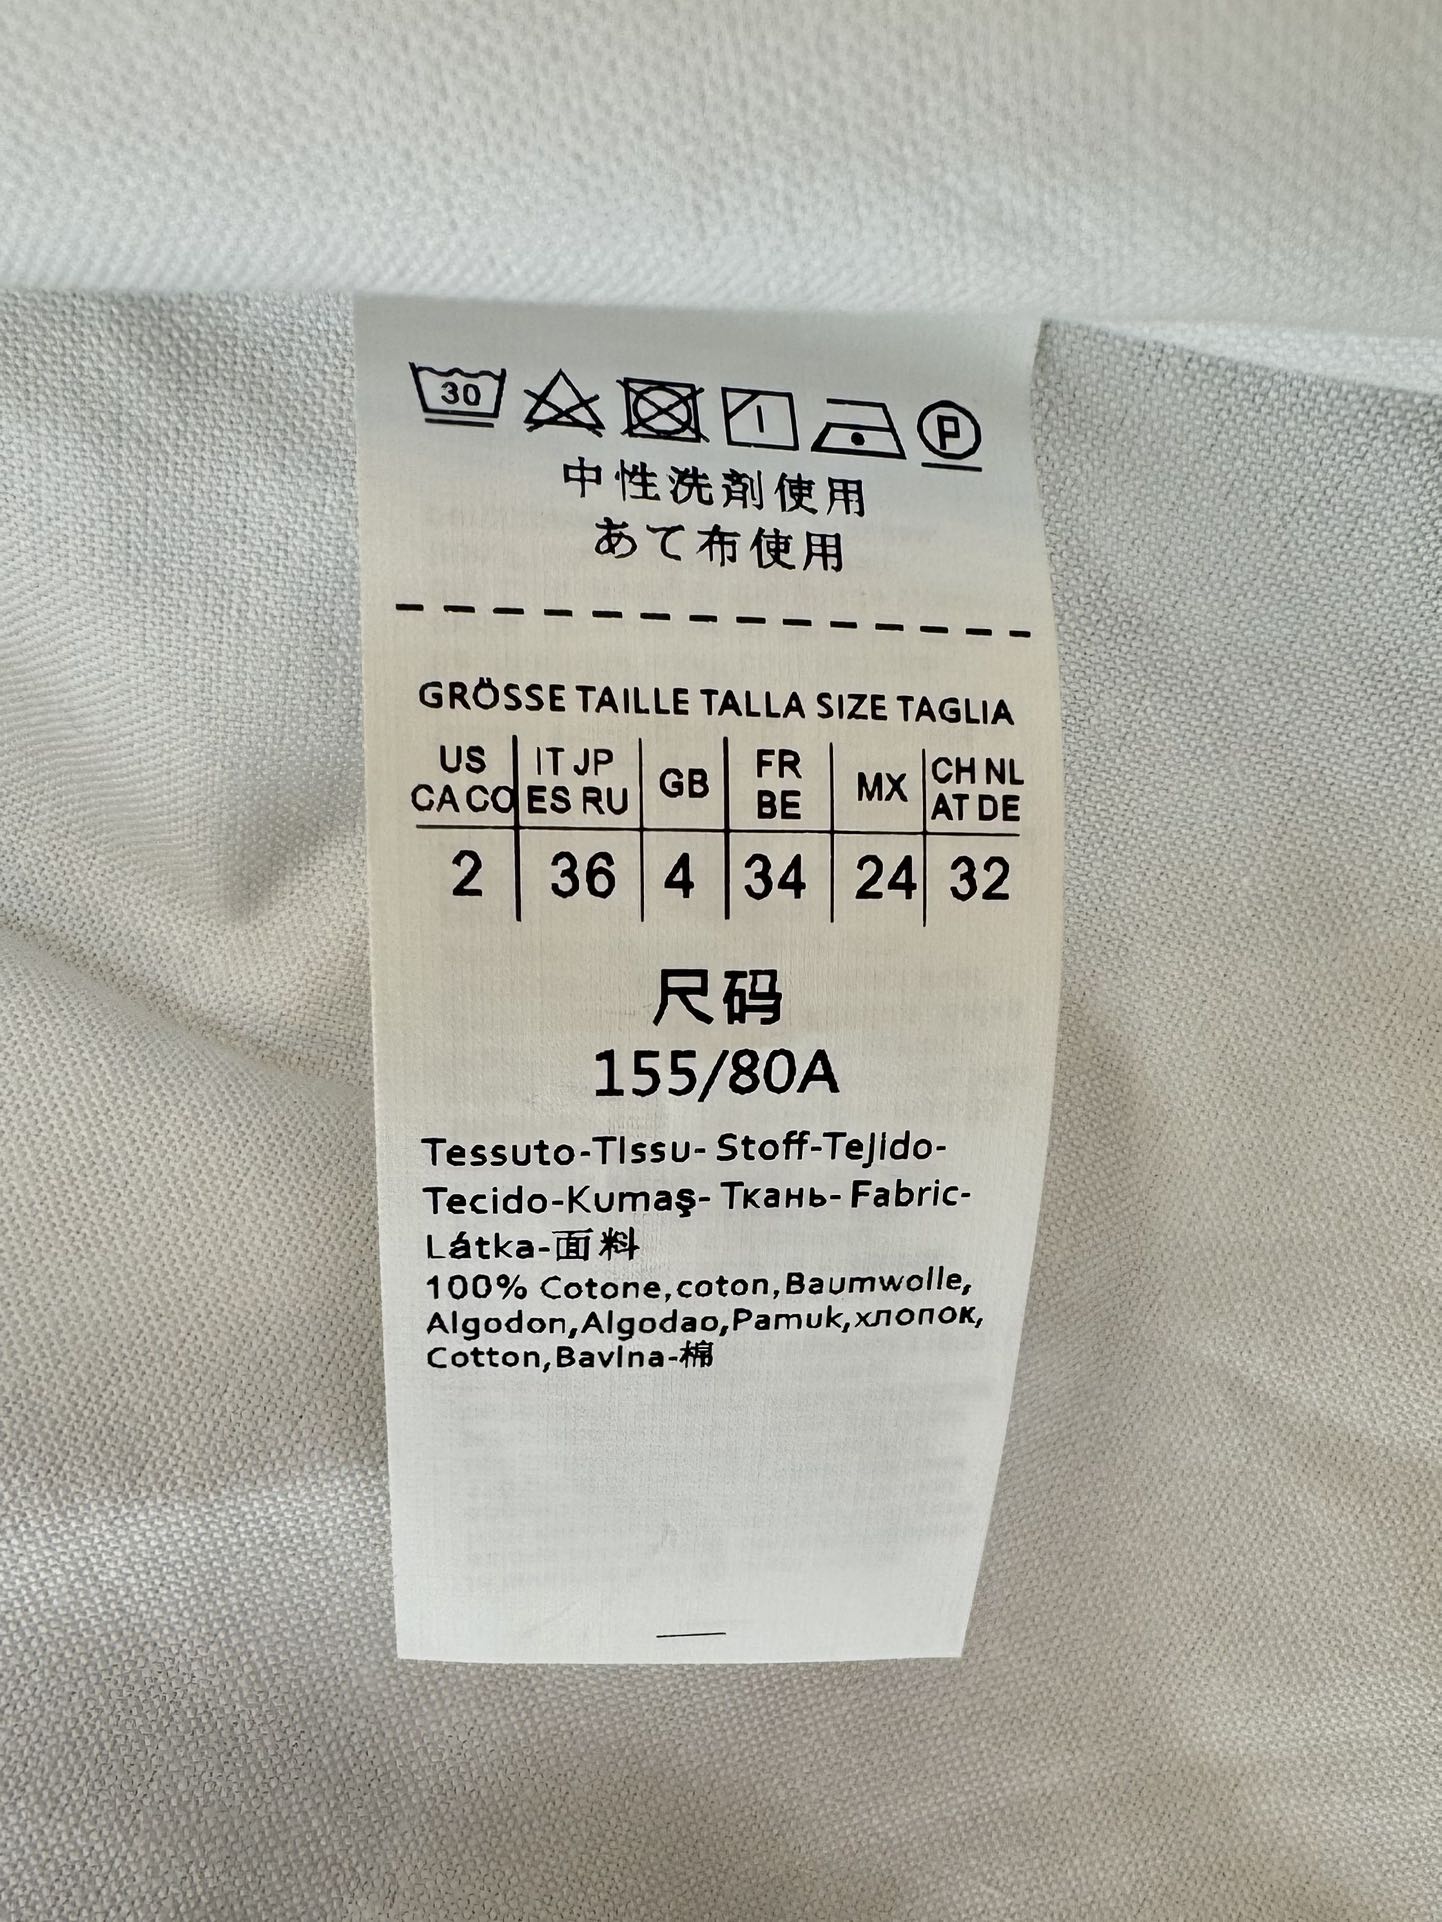 30 P
中性洗剤使用
あて布使用
GRÖSSE TAILLE TALLA SIZE TAGLIA
US IT JP GB FR MX CH NL
CA CO ES RU BE AT DE
2 36 4 34 24 32
尺码
155/80A
Tessuto-TIssu- Stoff-TeJIdo-
Tecido-Kumaş- Ткань- Fabric-
Látka-面料
100% Cotone,coton,Baumwolle,
Algodon,Algodao,Pamuk,хлопок,
Cotton,BavIna-棉